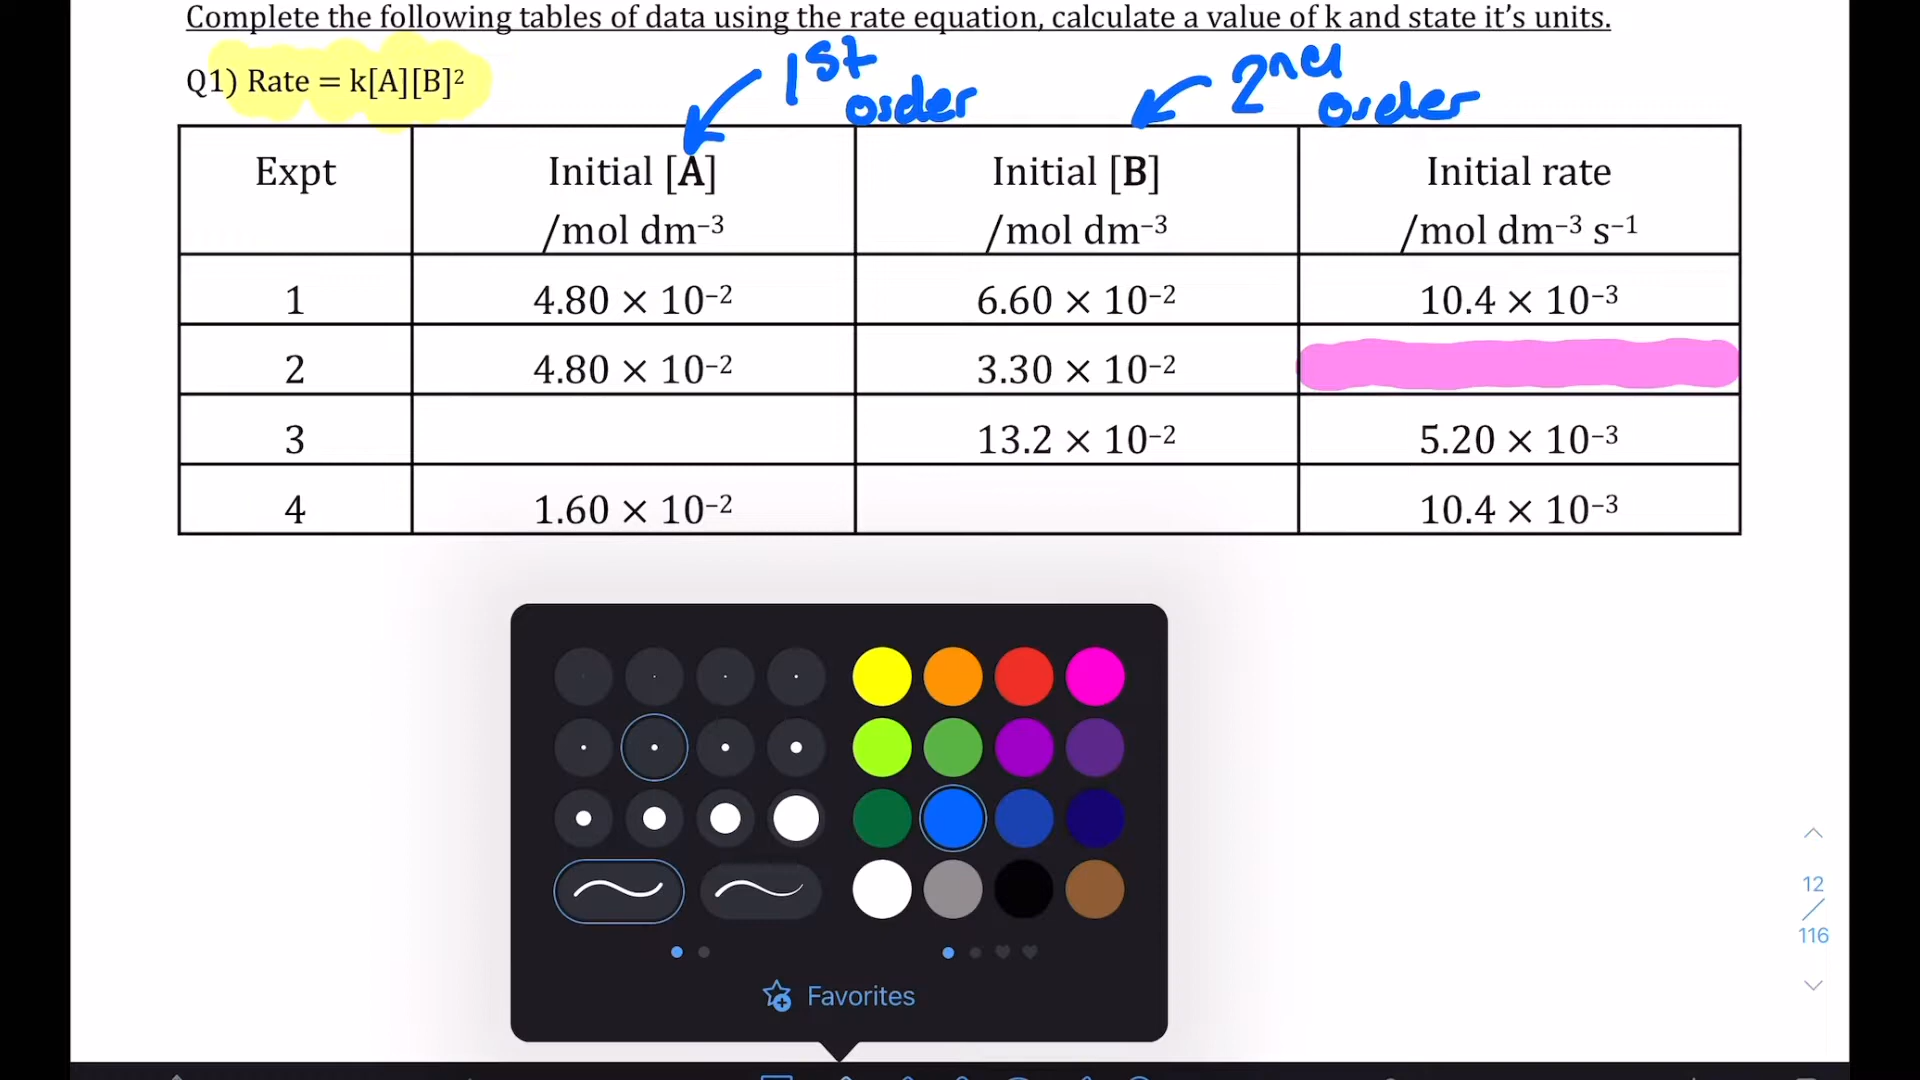 Complete the following tables of data using the rate equation, calculate a value of k and state it’s units.
Q1) Rate = k[A][B]²
1st order
2nd order
Expt Initial [A] /mol dm⁻³ Initial [B] /mol dm⁻³ Initial rate /mol dm⁻³ s⁻¹
1 4.80 × 10⁻² 6.60 × 10⁻² 10.4 × 10⁻³
2 4.80 × 10⁻² 3.30 × 10⁻²
3 13.2 × 10⁻² 5.20 × 10⁻³
4 1.60 × 10⁻² 10.4 × 10⁻³
Favorites
12
/
116